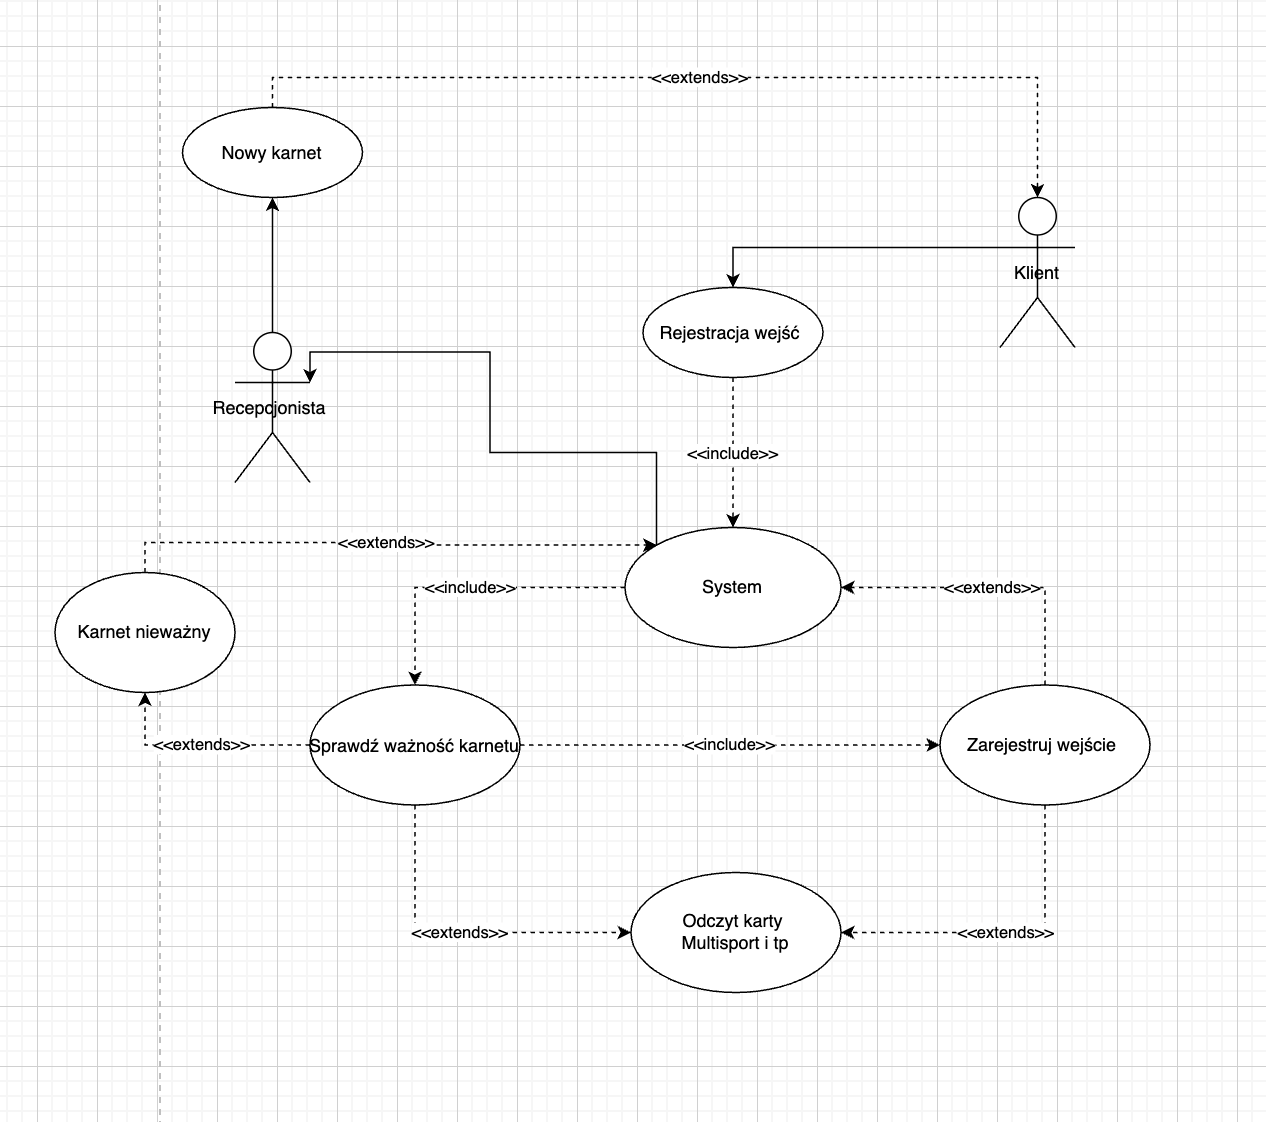 <<extends>>
Nowy karnet
Klient
Rejestracja wejść
Recepcjonista
<<include>>
<<extends>>
System
<<include>>
<<extends>>
Karnet nieważny
<<extends>>
Sprawdź ważność karnetu
<<include>>
Zarejestruj wejście
Odczyt karty
Multisport i tp
<<extends>>
<<extends>>